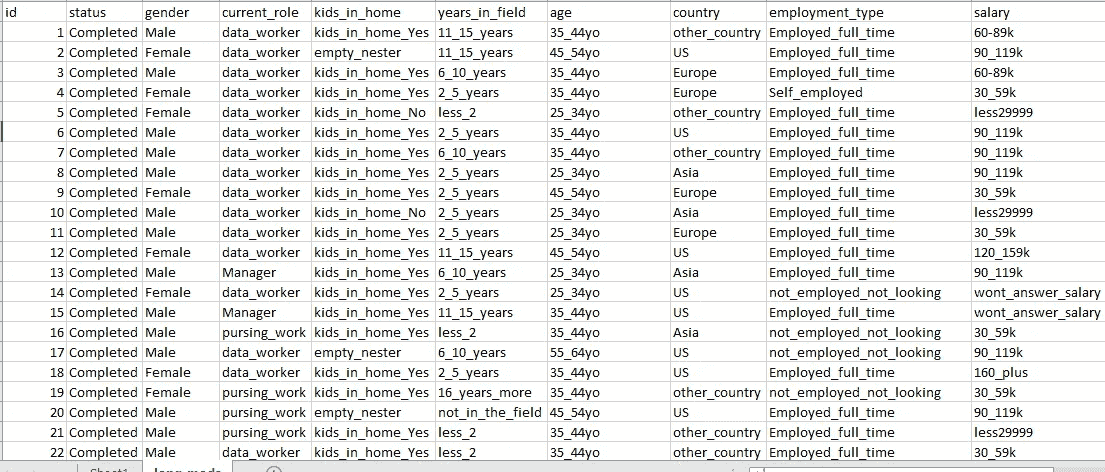 id status gender current_role kids_in_home years_in_field age country employment_type salary
1 Completed Male data_worker kids_in_home_Yes 11_15_years 35_44yo other_country Employed_full_time 60-89k
2 Completed Female data_worker empty_nester 11_15_years 45_54yo US Employed_full_time 90_119k
3 Completed Male data_worker kids_in_home_Yes 6_10_years 35_44yo Europe Employed_full_time 60-89k
4 Completed Female data_worker kids_in_home_Yes 2_5_years 35_44yo Europe Self_employed 30_59k
5 Completed Female data_worker kids_in_home_No less_2 25_34yo other_country Employed_full_time less29999
6 Completed Male data_worker kids_in_home_Yes 2_5_years 35_44yo US Employed_full_time 90_119k
7 Completed Male data_worker kids_in_home_Yes 6_10_years 35_44yo other_country Employed_full_time 90_119k
8 Completed Male data_worker kids_in_home_Yes 2_5_years 25_34yo Asia Employed_full_time 90_119k
9 Completed Female data_worker kids_in_home_Yes 2_5_years 45_54yo Europe Employed_full_time 30_59k
10 Completed Male data_worker kids_in_home_No 2_5_years 25_34yo Asia Employed_full_time less29999
11 Completed Male data_worker kids_in_home_Yes 2_5_years 25_34yo Europe Employed_full_time 30_59k
12 Completed Female data_worker kids_in_home_Yes 11_15_years 45_54yo US Employed_full_time 120_159k
13 Completed Male Manager kids_in_home_Yes 6_10_years 25_34yo Asia Employed_full_time 90_119k
14 Completed Female data_worker kids_in_home_Yes 2_5_years 25_34yo US not_employed_not_looking wont_answer_salary
15 Completed Male Manager kids_in_home_Yes 11_15_years 35_44yo US Employed_full_time wont_answer_salary
16 Completed Male pursing_work kids_in_home_Yes less_2 35_44yo Asia not_employed_not_looking 30_59k
17 Completed Male data_worker empty_nester 6_10_years 55_64yo US not_employed_not_looking 90_119k
18 Completed Female data_worker kids_in_home_Yes 2_5_years 35_44yo US Employed_full_time 160_plus
19 Completed Female pursing_work kids_in_home_Yes 16_years_more 35_44yo other_country not_employed_not_looking 30_59k
20 Completed Male pursing_work empty_nester not_in_the_field 45_54yo US Employed_full_time 90_119k
21 Completed Male pursing_work kids_in_home_Yes less_2 35_44yo other_country Employed_full_time less29999
22 Completed Male data_worker kids_in_home_Yes less_2 35_44yo other_country Employed_full_time 30_59k
Sheet1